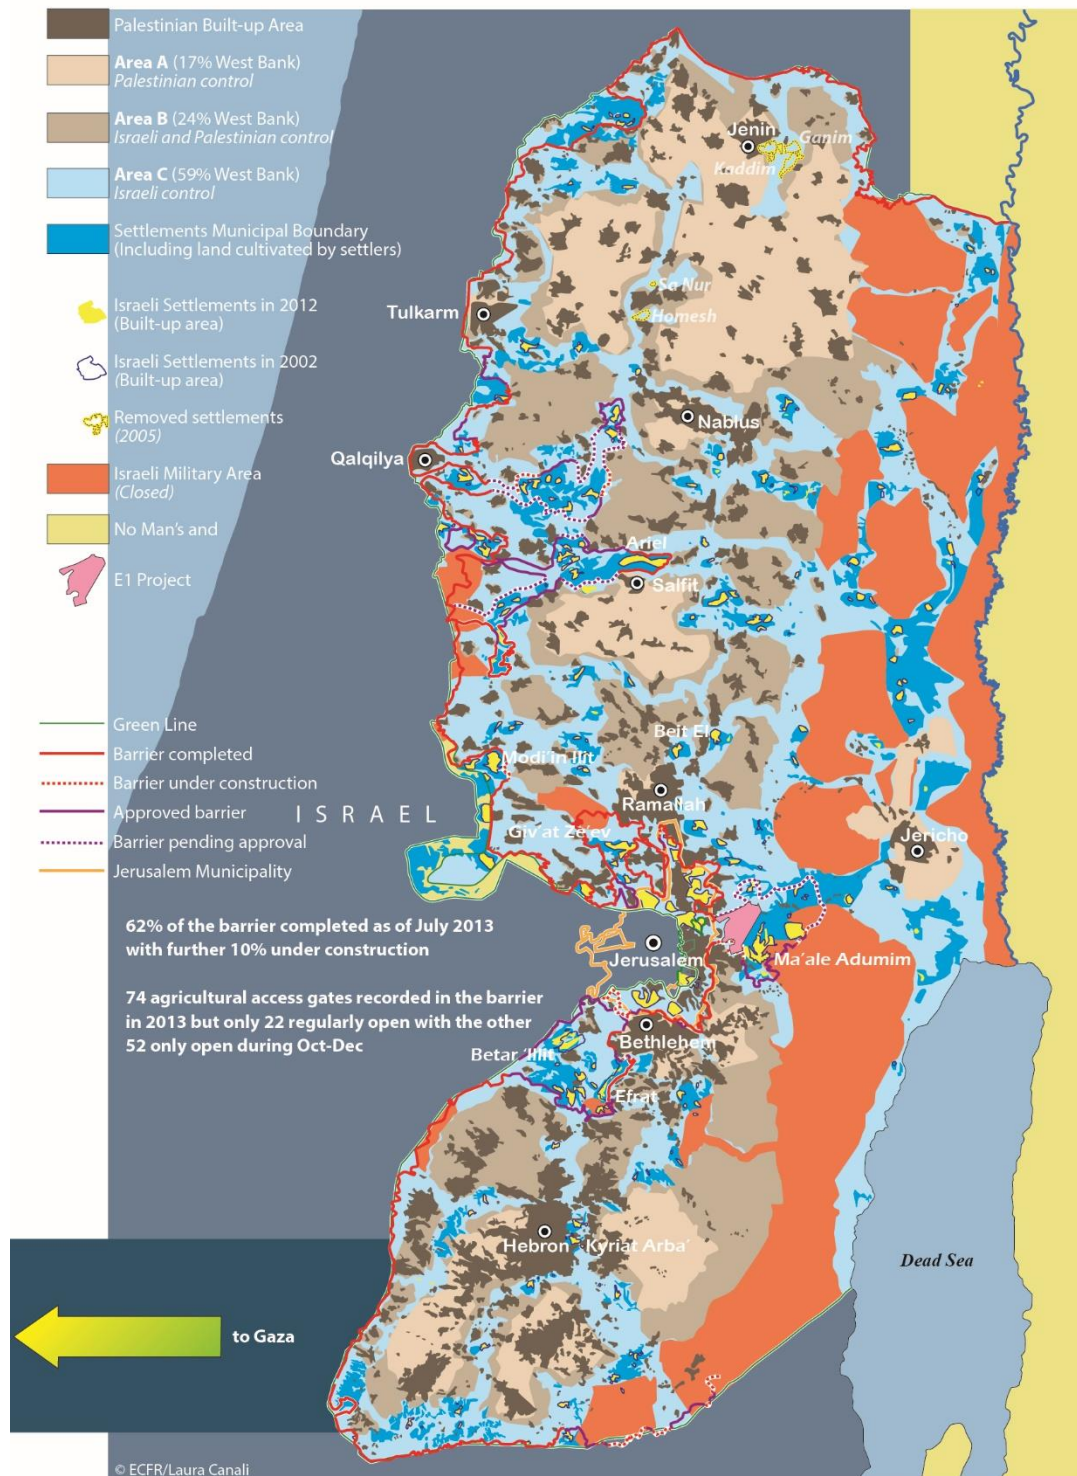 Palestinian Built-up Area
Area A (17% West Bank)
Palestinian control
Area B (24% West Bank)
Israeli and Palestinian control
Area C (59% West Bank)
Israeli control
Settlements Municipal Boundary
(Including land cultivated by settlers)
Israeli Settlements in 2012
(Built-up area)
Israeli Settlements in 2002
(Built-up area)
Removed settlements
(2005)
Israeli Military Area
(Closed)
No Man's and
E1 Project
Green Line
Barrier completed
Barrier under construction
Approved barrier
Barrier pending approval
Jerusalem Municipality
62% of the barrier completed as of July 2013
with further 10% under construction
74 agricultural access gates recorded in the barrier
in 2013 but only 22 regularly open with the other
52 only open during Oct-Dec
to Gaza
© ECFR/Laura Canali
ISRAEL
Jenin
Ganim
Kaddim
Sa Nur
Homesh
Tulkarm
Nablus
Qalqilya
Ariel
Salfit
Beit El
Modi'in Ilit
Ramallah
Giv'at Ze'ev
Jericho
Jerusalem
Ma'ale Adumim
Bethlehem
Betar 'Illit
Efrat
Hebron
Kyriat Arba'
Dead Sea